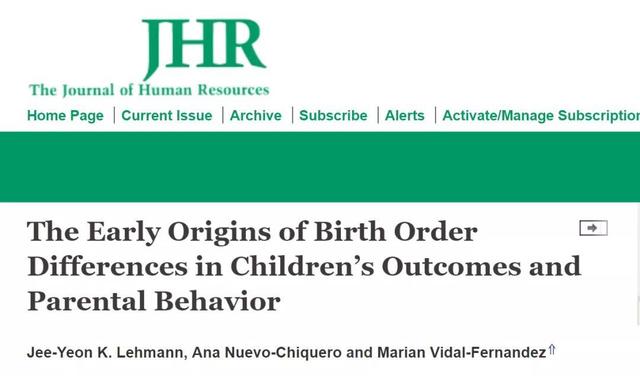 JHR
The Journal of Human Resources
Home Page | Current Issue | Archive | Subscribe | Alerts | Activate/Manage Subscription
The Early Origins of Birth Order
Differences in Children’s Outcomes and
Parental Behavior
Jee-Yeon K. Lehmann, Ana Nuevo-Chiquero and Marian Vidal-Fernandez⇑